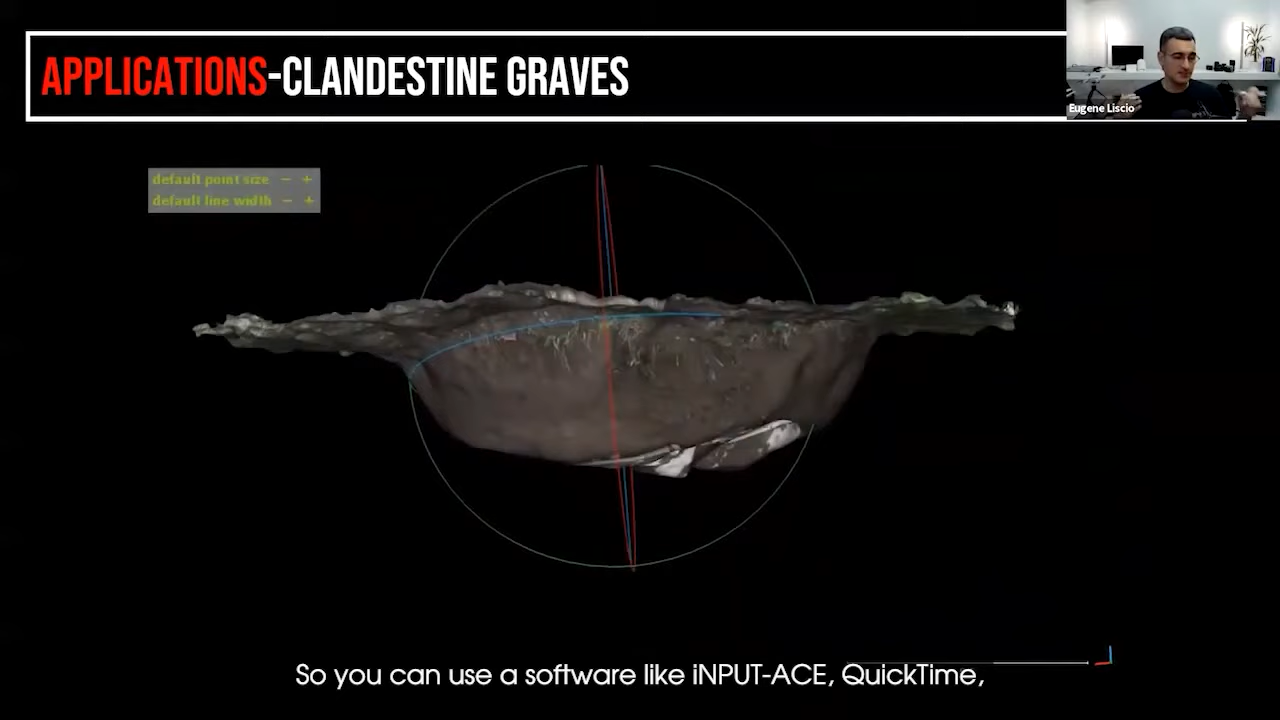 APPLICATIONS-CLANDESTINE GRAVES
Eugene Liscio
default point size - +
default line width - +
So you can use a software like iNPUT-ACE, QuickTime,